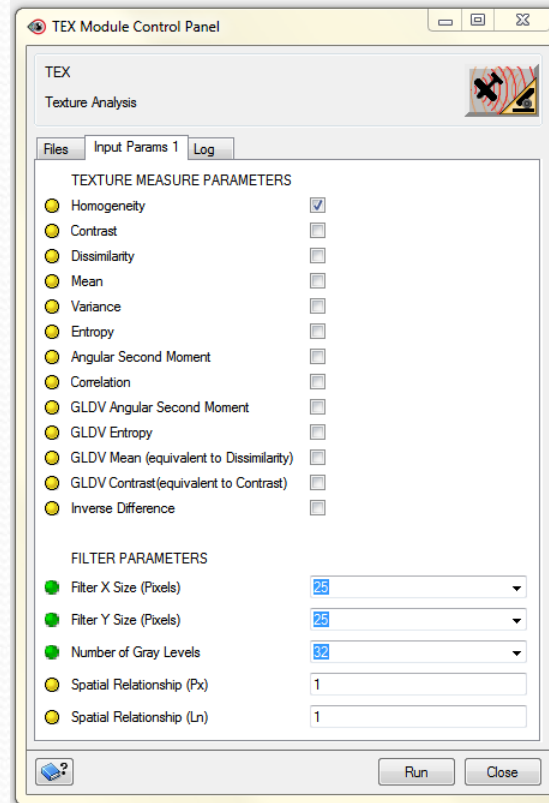 TEX Module Control Panel
TEX
Texture Analysis
Files Input Params 1 Log
TEXTURE MEASURE PARAMETERS
Homogeneity
Contrast
Dissimilarity
Mean
Variance
Entropy
Angular Second Moment
Correlation
GLDV Angular Second Moment
GLDV Entropy
GLDV Mean (equivalent to Dissimilarity)
GLDV Contrast(equivalent to Contrast)
Inverse Difference
FILTER PARAMETERS
Filter X Size (Pixels) 25
Filter Y Size (Pixels) 25
Number of Gray Levels 32
Spatial Relationship (Px) 1
Spatial Relationship (Ln) 1
? Run Close